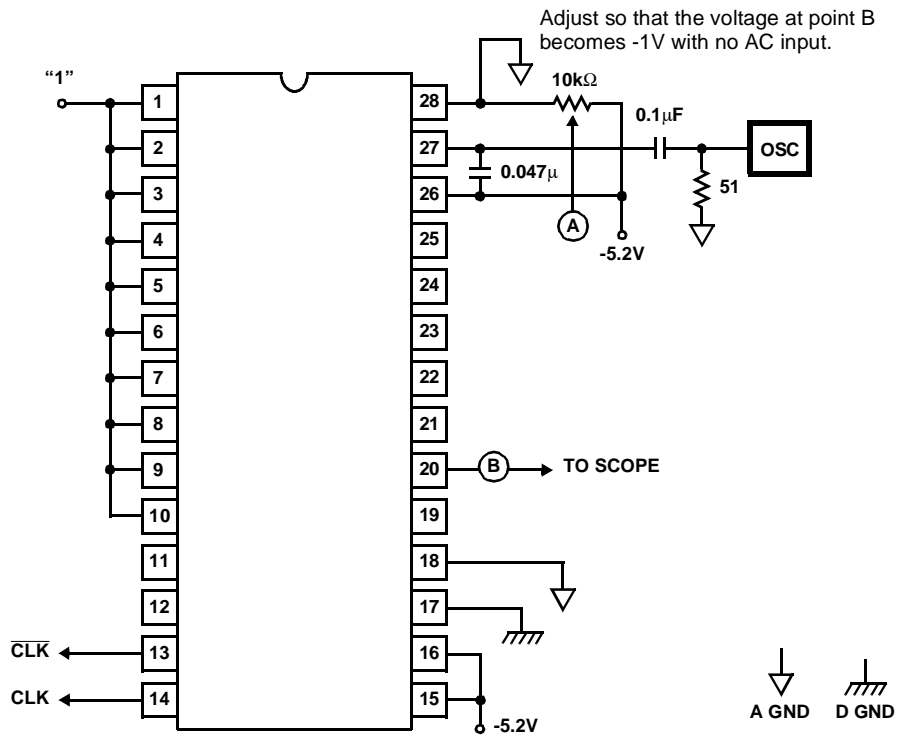 Adjust so that the voltage at point B
becomes -1V with no AC input.
“1”
10kΩ
0.1μF
OSC
0.047μ
51
A
-5.2V
1
2
3
4
5
6
7
8
9
10
11
12
13
14
28
27
26
25
24
23
22
21
20
19
18
17
16
15
B
TO SCOPE
CLK
CLK
-5.2V
A GND
D GND